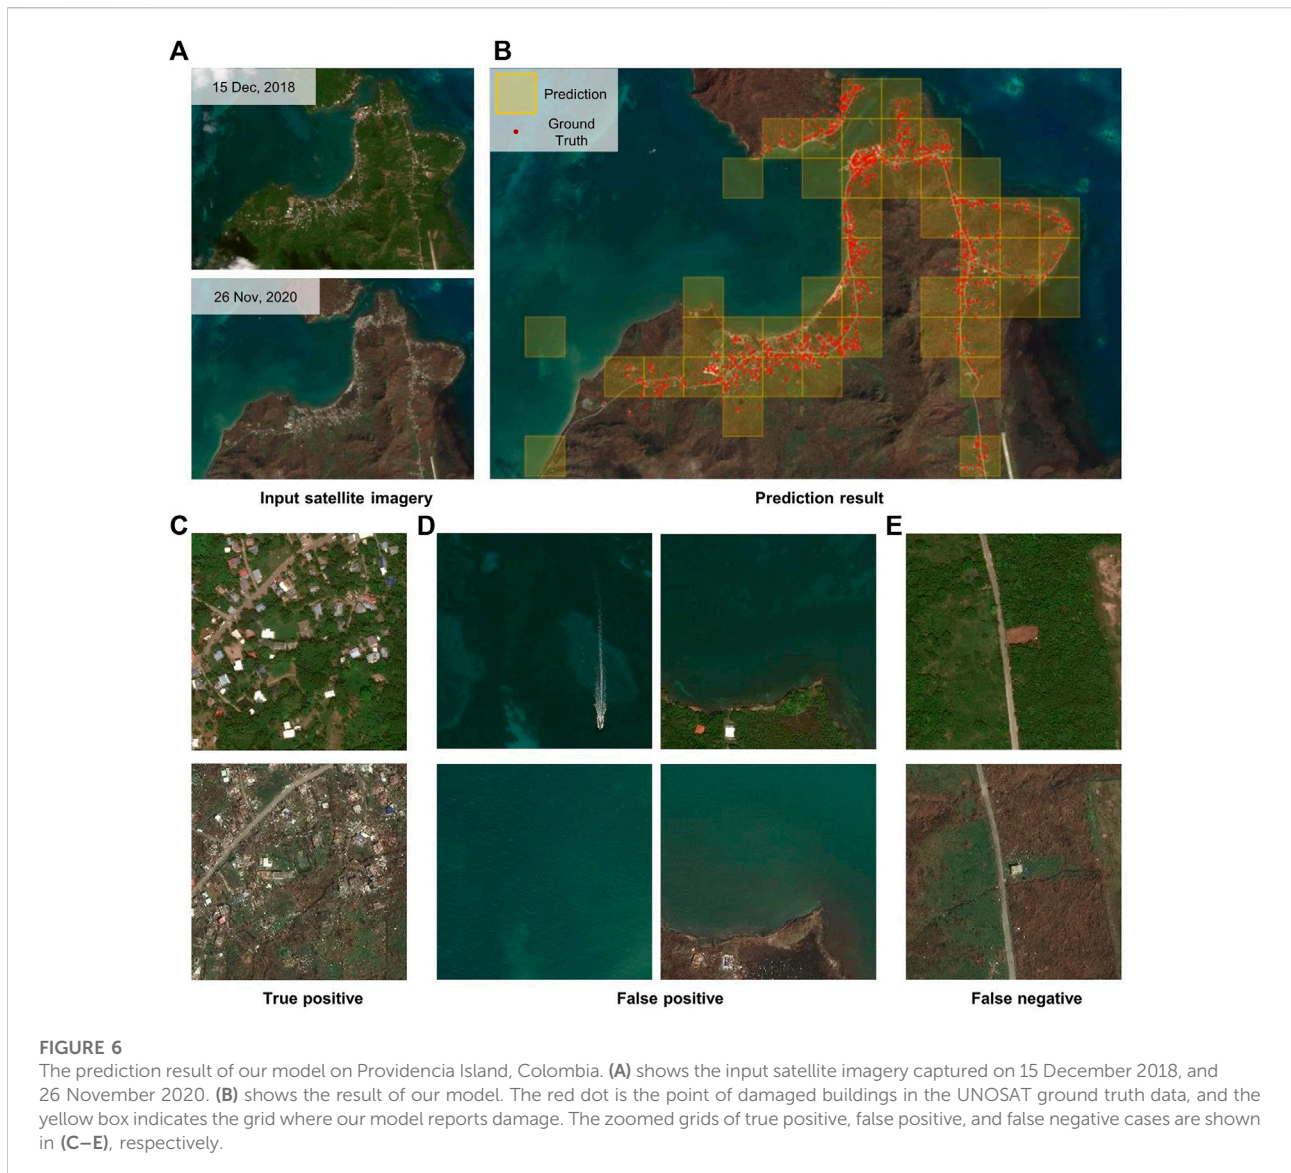 A
B
15 Dec, 2018
Prediction
Ground
Truth
26 Nov, 2020
Input satellite imagery
Prediction result
C
D
E
True positive
False positive
False negative
FIGURE 6
The prediction result of our model on Providencia Island, Colombia. (A) shows the input satellite imagery captured on 15 December 2018, and
26 November 2020. (B) shows the result of our model. The red dot is the point of damaged buildings in the UNOSAT ground truth data, and the
yellow box indicates the grid where our model reports damage. The zoomed grids of true positive, false positive, and false negative cases are shown
in (C–E), respectively.